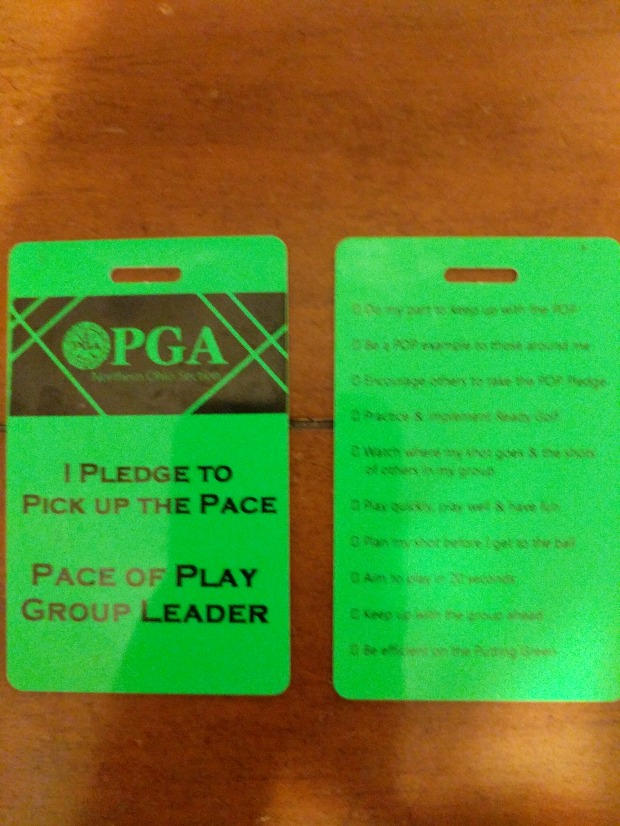 PGA
PGA
Northern Ohio Section
I PLEDGE TO
PICK UP THE PACE
PACE OF PLAY
GROUP LEADER
Do my part to keep up with the POP
Be a POP example to those around me
Encourage others to take the POP Pledge
Practice & implement Ready Golf
Watch where my shot goes & the shots
of others in my group
Play quickly, play well & have fun
Plan my shot before I get to the ball
Aim to play in 20 seconds
Keep up with the group ahead
Be efficient on the Putting Green